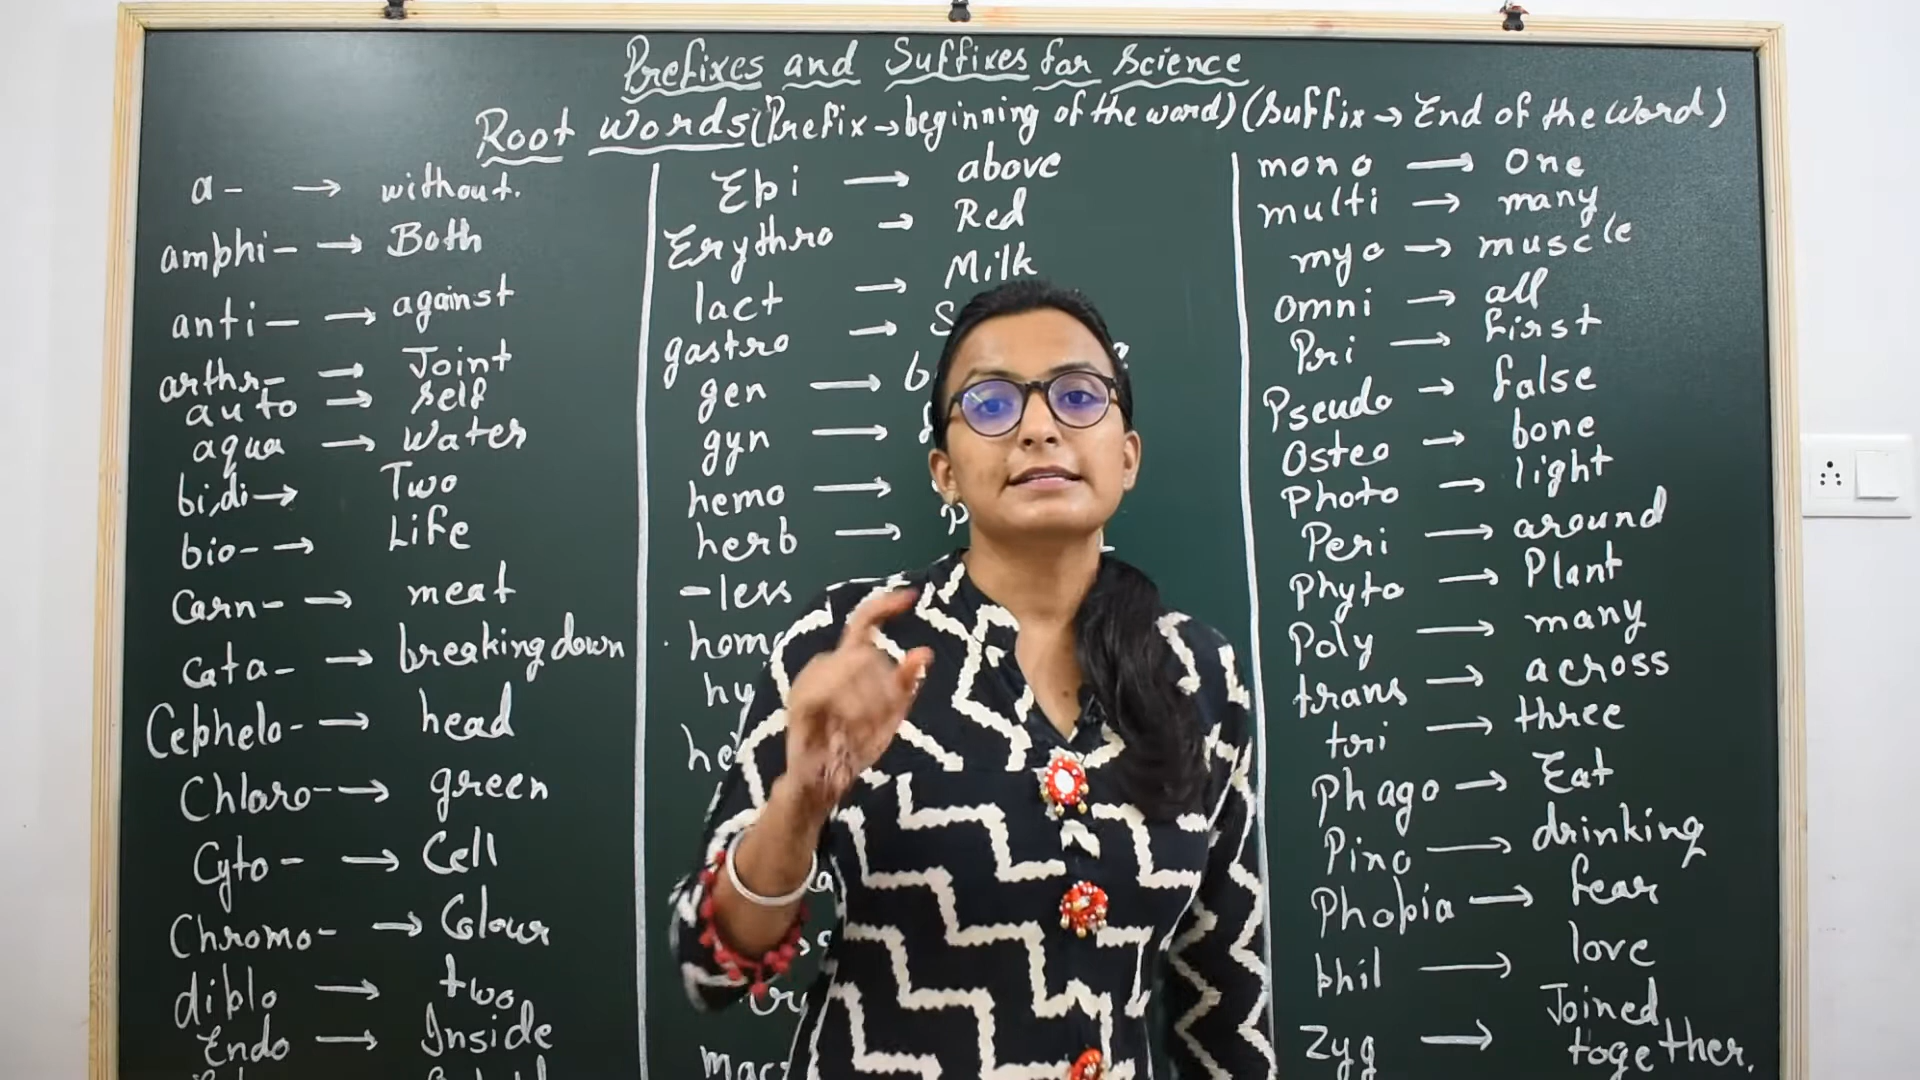 Prefixes and Suffixes for science
Root words (Prefix → beginning of the word) (Suffix → End of the word)
a- → without.
amphi- → Both
anti- → against
arthr- → Joint
auto → self
aqua → water
bi, di → Two
bio- → Life
Carn- → meat
Cata- → breaking down
Cephelo- → head
Chloro- → green
Cyto- → Cell
Chromo- → Colour
diplo → two
Endo → Inside
Epi → above
Erythro → Red
lact → Milk
gastro →
gen →
gyn →
hemo →
herb →
-less
mono → One
multi → many
myo → muscle
omni → all
Pri → first
Pseudo → false
Osteo → bone
Photo → light
Peri → around
Phyto → Plant
Poly → many
trans → across
tri → three
Phago → Eat
Pino → drinking
Phobia → fear
phil → love
zyg → Joined together.